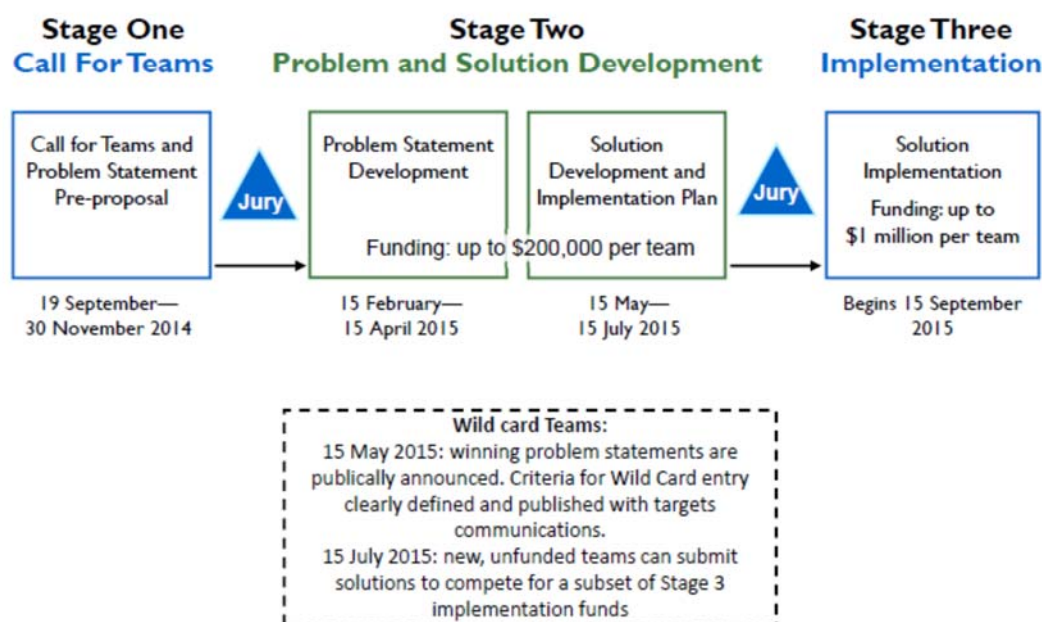 Stage One
Call For Teams
Stage Two
Problem and Solution Development
Stage Three
Implementation
Call for Teams and
Problem Statement
Pre-proposal
Jury
Problem Statement
Development
Solution
Development and
Implementation Plan
Funding: up to $200,000 per team
Jury
Solution
Implementation
Funding: up to
$1 million per team
19 September—
30 November 2014
15 February—
15 April 2015
15 May—
15 July 2015
Begins 15 September
2015
Wild card Teams:
15 May 2015: winning problem statements are
publically announced. Criteria for Wild Card entry
clearly defined and published with targets
communications.
15 July 2015: new, unfunded teams can submit
solutions to compete for a subset of Stage 3
implementation funds